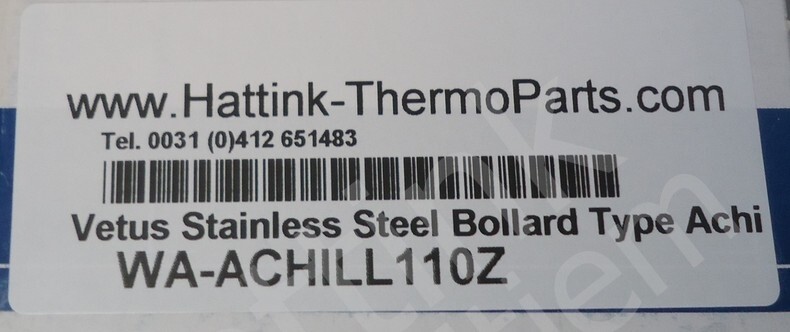 www.Hattink-ThermoParts.com
Tel. 0031 (0)412 651483
Vetus Stainless Steel Bollard Type Achi
WA-ACHILL110Z